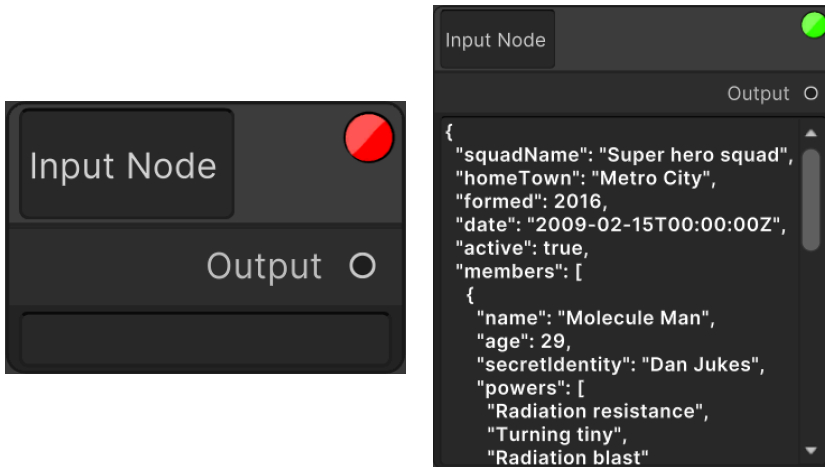 Input Node
Output
Input Node
Output
{
"squadName": "Super hero squad",
"homeTown": "Metro City",
"formed": 2016,
"date": "2009-02-15T00:00:00Z",
"active": true,
"members": [
{
"name": "Molecule Man",
"age": 29,
"secretIdentity": "Dan Jukes",
"powers": [
"Radiation resistance",
"Turning tiny",
"Radiation blast"